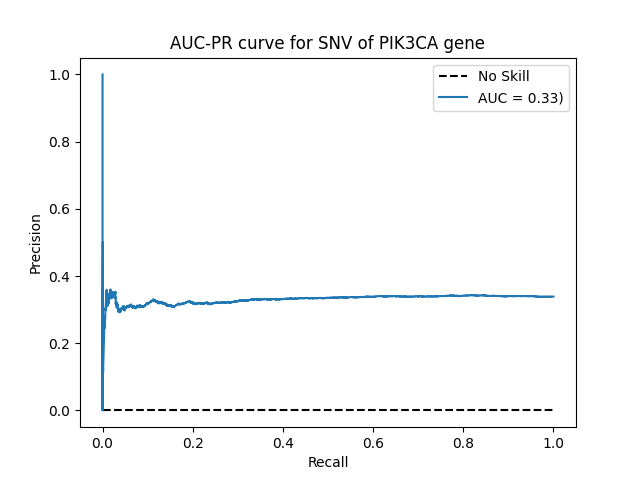 AUC-PR curve for SNV of PIK3CA gene
No Skill
AUC = 0.33)
Precision
1.0
0.8
0.6
0.4
0.2
0.0
0.0 0.2 0.4 0.6 0.8 1.0
Recall